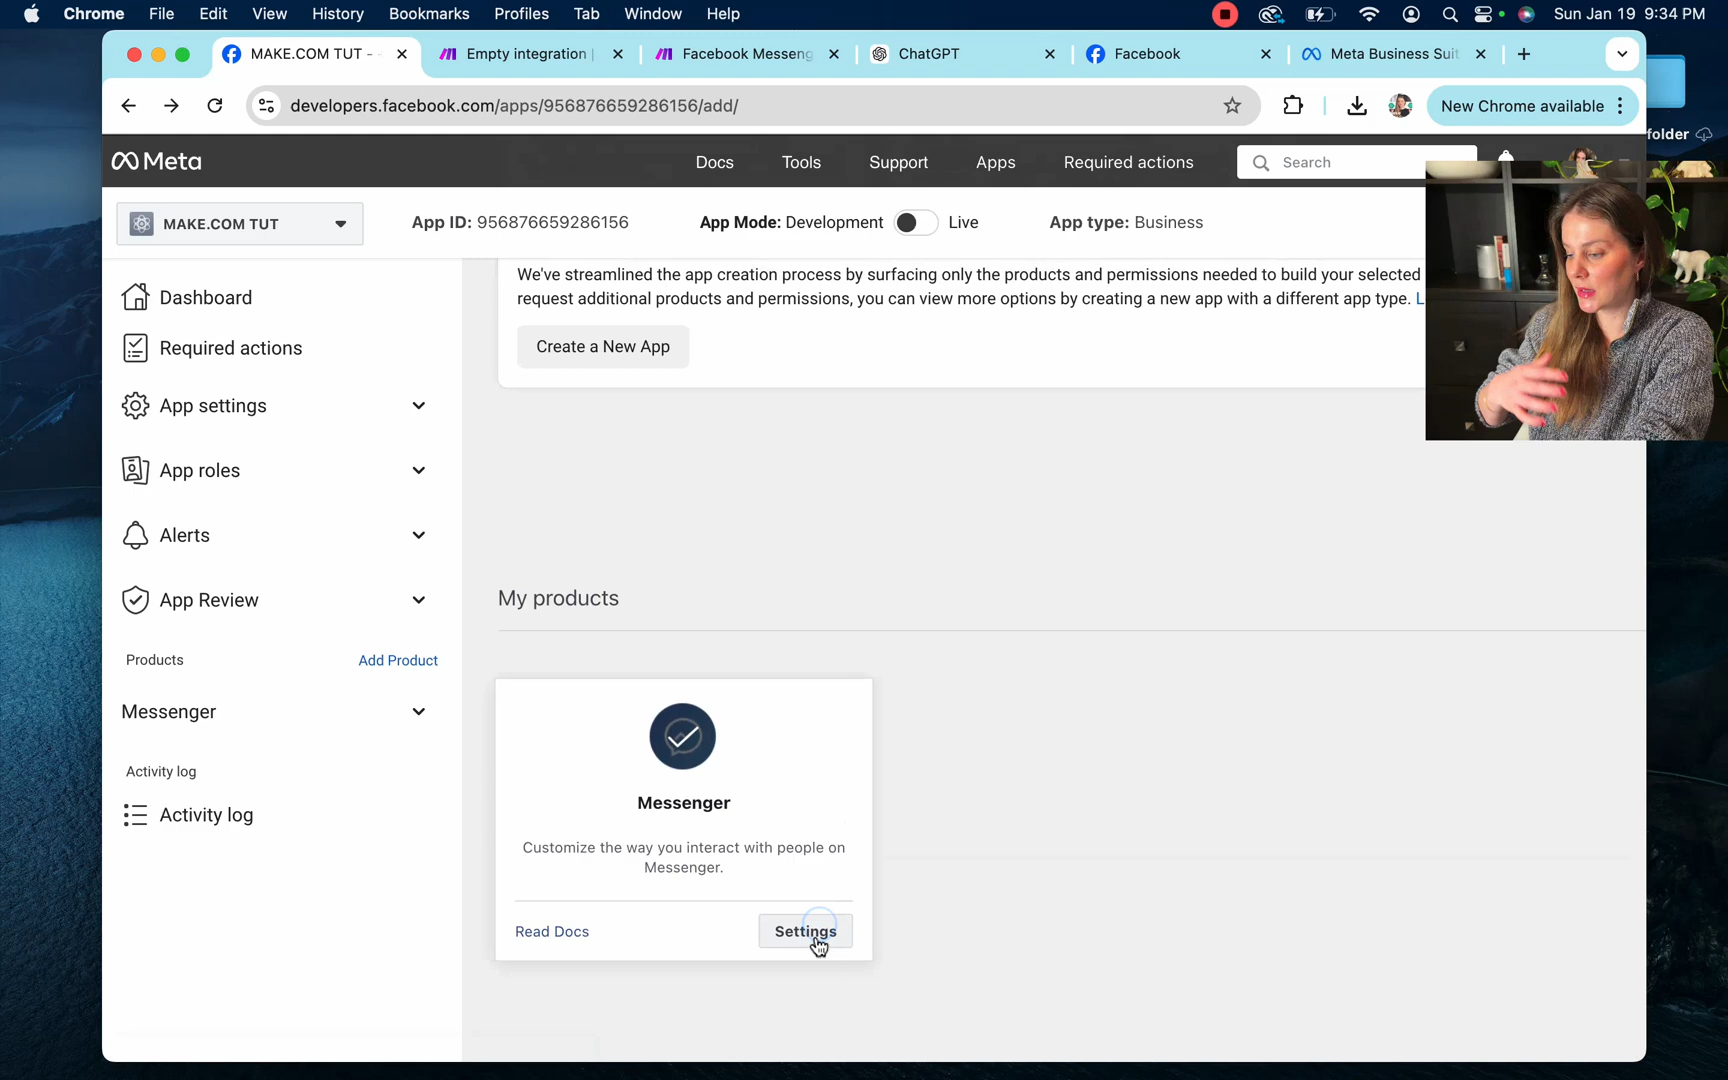 Chrome File Edit View History Bookmarks Profiles Tab Window Help Sun Jan 19 9:34 PM
MAKE.COM TUT - Empty integration | Facebook Messeng ChatGPT Facebook Meta Business Suit
developers.facebook.com/apps/956876659286156/add/ New Chrome available
folder
Meta Docs Tools Support Apps Required actions Search
MAKE.COM TUT App ID: 956876659286156 App Mode: Development Live App type: Business
We've streamlined the app creation process by surfacing only the products and permissions needed to build your selected
request additional products and permissions, you can view more options by creating a new app with a different app type. L
Create a New App
Dashboard
Required actions
App settings
App roles
Alerts
App Review
Products Add Product
Messenger
Activity log
Activity log
My products
Messenger
Customize the way you interact with people on
Messenger.
Read Docs Settings